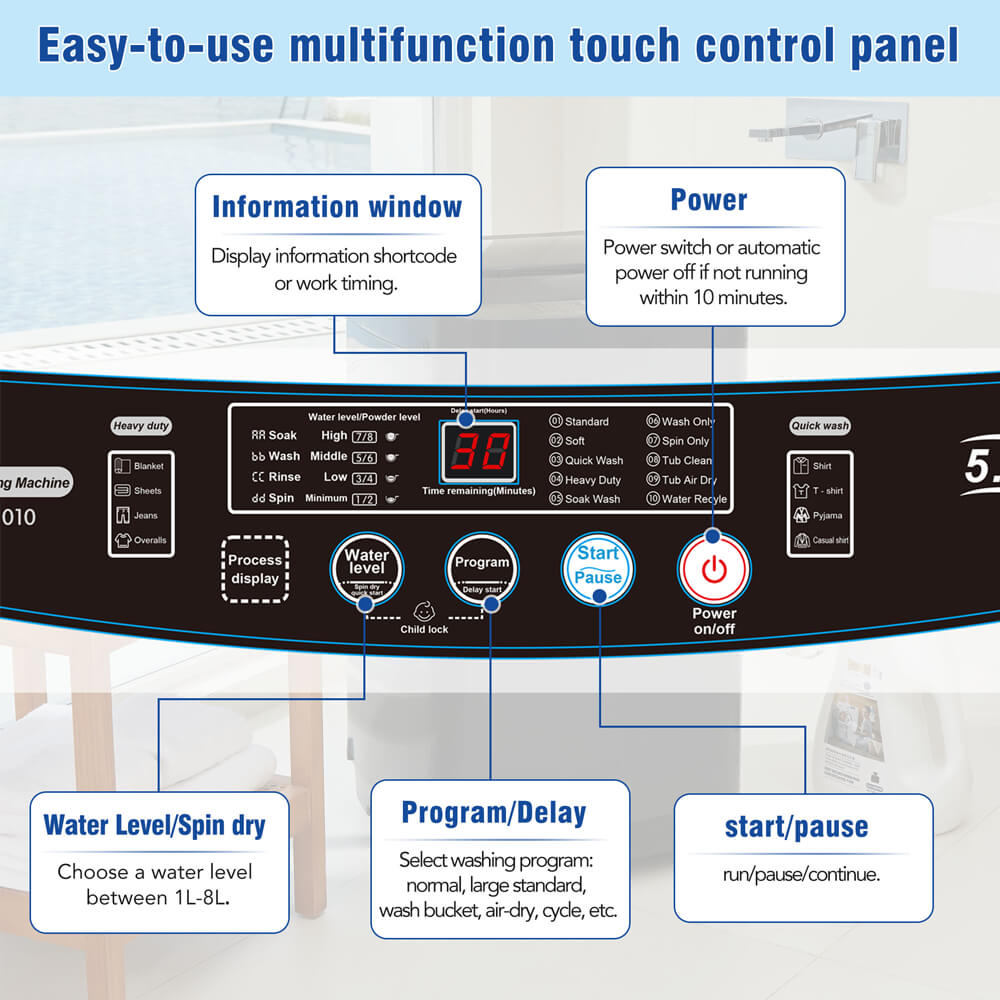 Easy-to-use multifunction touch control panel
Information window
Display information shortcode
or work timing.
Power
Power switch or automatic
power off if not running
within 10 minutes.
Heavy duty
Blanket
Sheets
Jeans
Overalls
ng Machine
010
Water level/Powder level
AA Soak High 7/8
bb Wash Middle 5/6
CC Rinse Low 3/4
dd Spin Minimum 1/2
Delay start(Hours)
30
Time remaining(Minutes)
01 Standard
02 Soft
03 Quick Wash
04 Heavy Duty
05 Soak Wash
06 Wash Only
07 Spin Only
08 Tub Clean
09 Tub Air Dry
10 Water Recyle
Quick wash
Shirt
T - shirt
Pyjama
Casual shirt
5.
Process
display
Water
level
Spin dry
quick start
Program
Delay start
Child lock
Start
Pause
Power
on/off
Water Level/Spin dry
Choose a water level
between 1L-8L.
Program/Delay
Select washing program:
normal, large standard,
wash bucket, air-dry, cycle, etc.
start/pause
run/pause/continue.